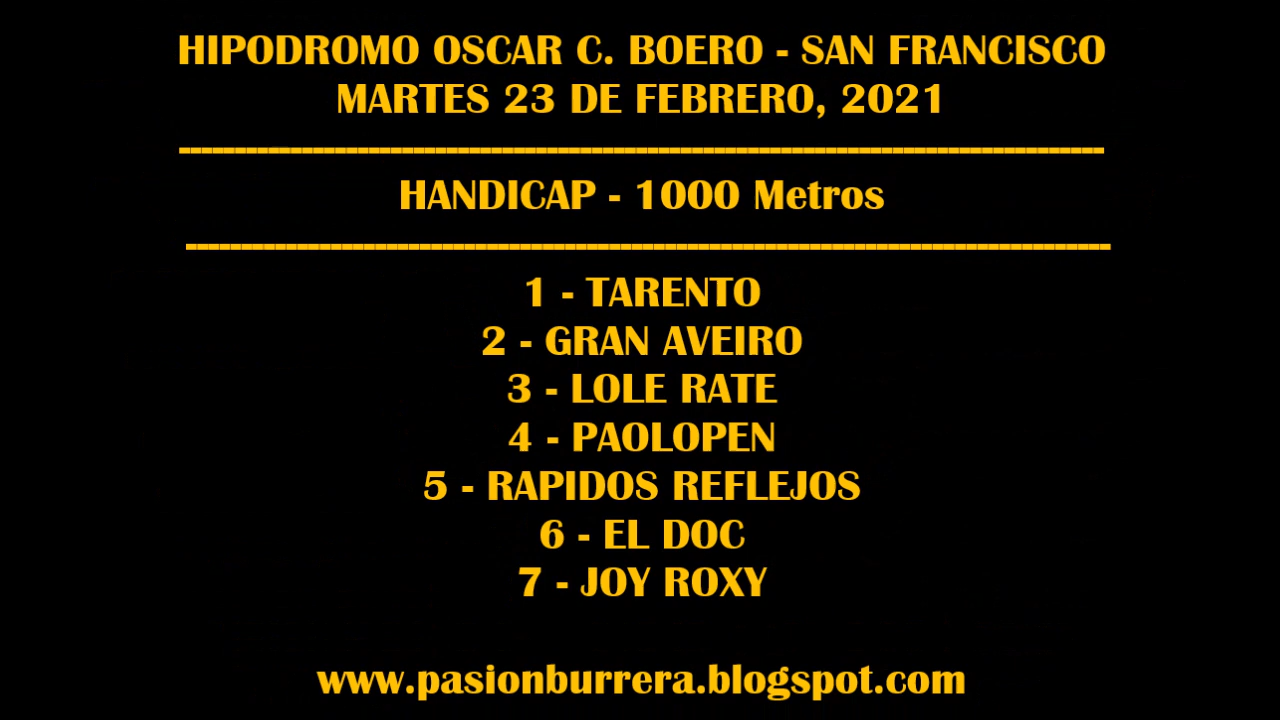 HIPODROMO OSCAR C. BOERO - SAN FRANCISCO
MARTES 23 DE FEBRERO, 2021
--------------------------------------------------------------------------------
HANDICAP - 1000 Metros
--------------------------------------------------------------------------------
1 - TARENTO
2 - GRAN AVEIRO
3 - LOLE RATE
4 - PAOLOPEN
5 - RAPIDOS REFLEJOS
6 - EL DOC
7 - JOY ROXY
www.pasionburrera.blogspot.com